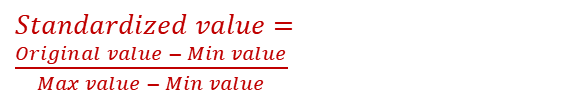 Standardized value =
Original value − Min value
Max value − Min value